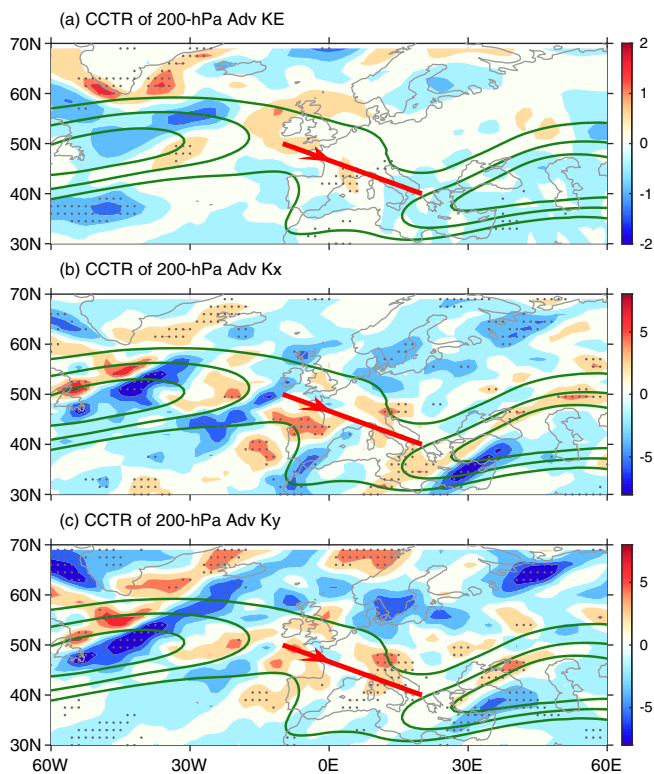 (a) CCTR of 200-hPa Adv KE
70N
60N
50N
40N
30N
2
1
0
-1
-2
(b) CCTR of 200-hPa Adv Kx
70N
60N
50N
40N
30N
5
0
-5
(c) CCTR of 200-hPa Adv Ky
70N
60N
50N
40N
30N
5
0
-5
60W 30W 0E 30E 60E